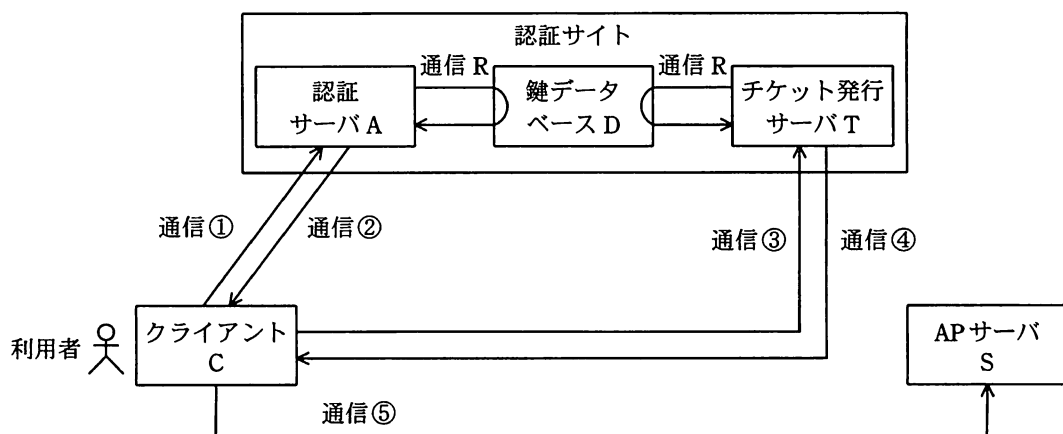 認証サイト
通信R
通信R
認証
サーバA
鍵データ
ベースD
チケット発行
サーバT
通信①
通信②
通信③
通信④
利用者
クライアント
C
APサーバ
S
通信⑤